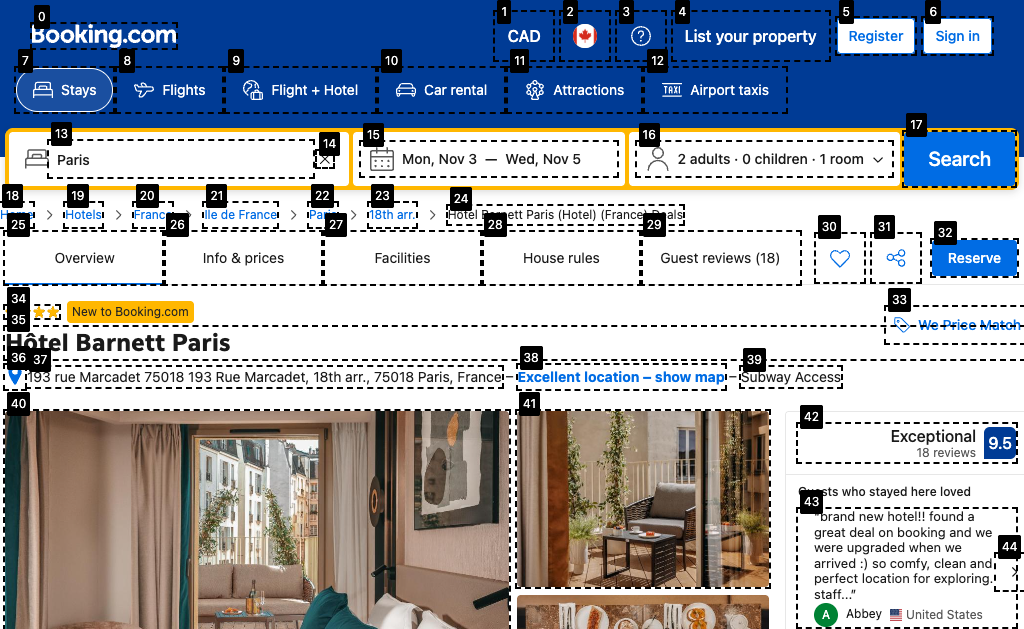 Booking.com
CAD
List your property
Register
Sign in
Stays
Flights
Flight + Hotel
Car rental
Attractions
Airport taxis
Paris
Mon, Nov 3 — Wed, Nov 5
2 adults · 0 children · 1 room
Search
Home
Hotels
France
Ile de France
Paris
18th arr.
Hôtel Barnett Paris (Hotel) (France) Deals
Overview
Info & prices
Facilities
House rules
Guest reviews (18)
Reserve
New to Booking.com
We Price Match
Hôtel Barnett Paris
193 rue Marcadet 75018 193 Rue Marcadet, 18th arr., 75018 Paris, France – Excellent location – show map – Subway Access
Exceptional
18 reviews
9.5
Guests who stayed here loved
"brand new hotel!! found a
great deal on booking and we
were upgraded when we
arrived :) so comfy, clean and
perfect location for exploring.
staff..."
A
Abbey
United States
0
1
2
3
4
5
6
7
8
9
10
11
12
13
14
15
16
17
18
19
20
21
22
23
24
25
26
27
28
29
30
31
32
33
34
35
36
37
38
39
40
41
42
43
44
TAXI